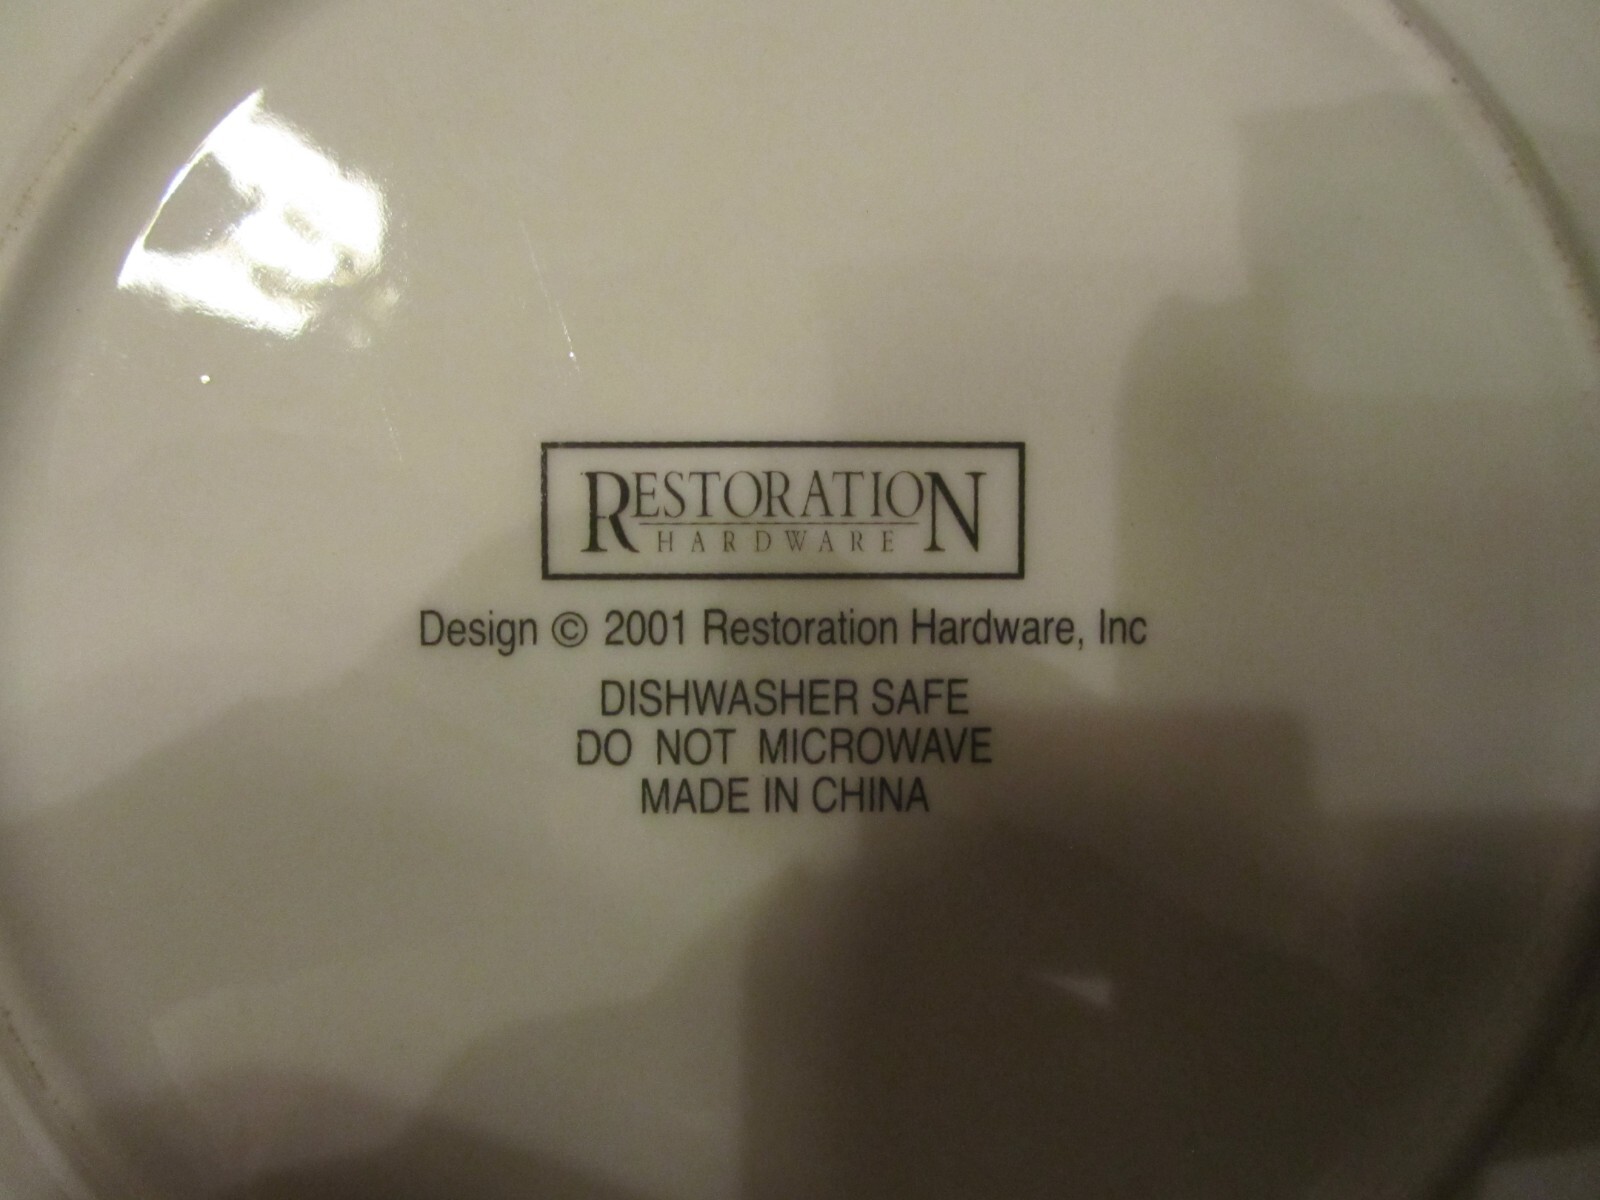 RESTORATION
HARDWARE
Design © 2001 Restoration Hardware, Inc
DISHWASHER SAFE
DO NOT MICROWAVE
MADE IN CHINA